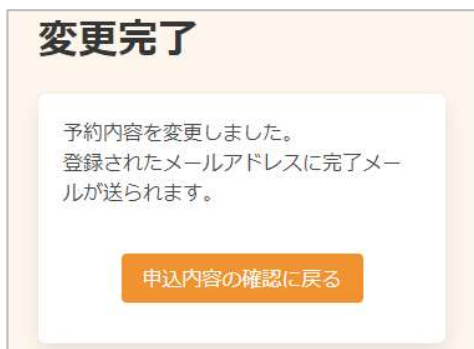 変更完了
予約内容を変更しました。
登録されたメールアドレスに完了メー
ルが送られます。
申込内容の確認に戻る